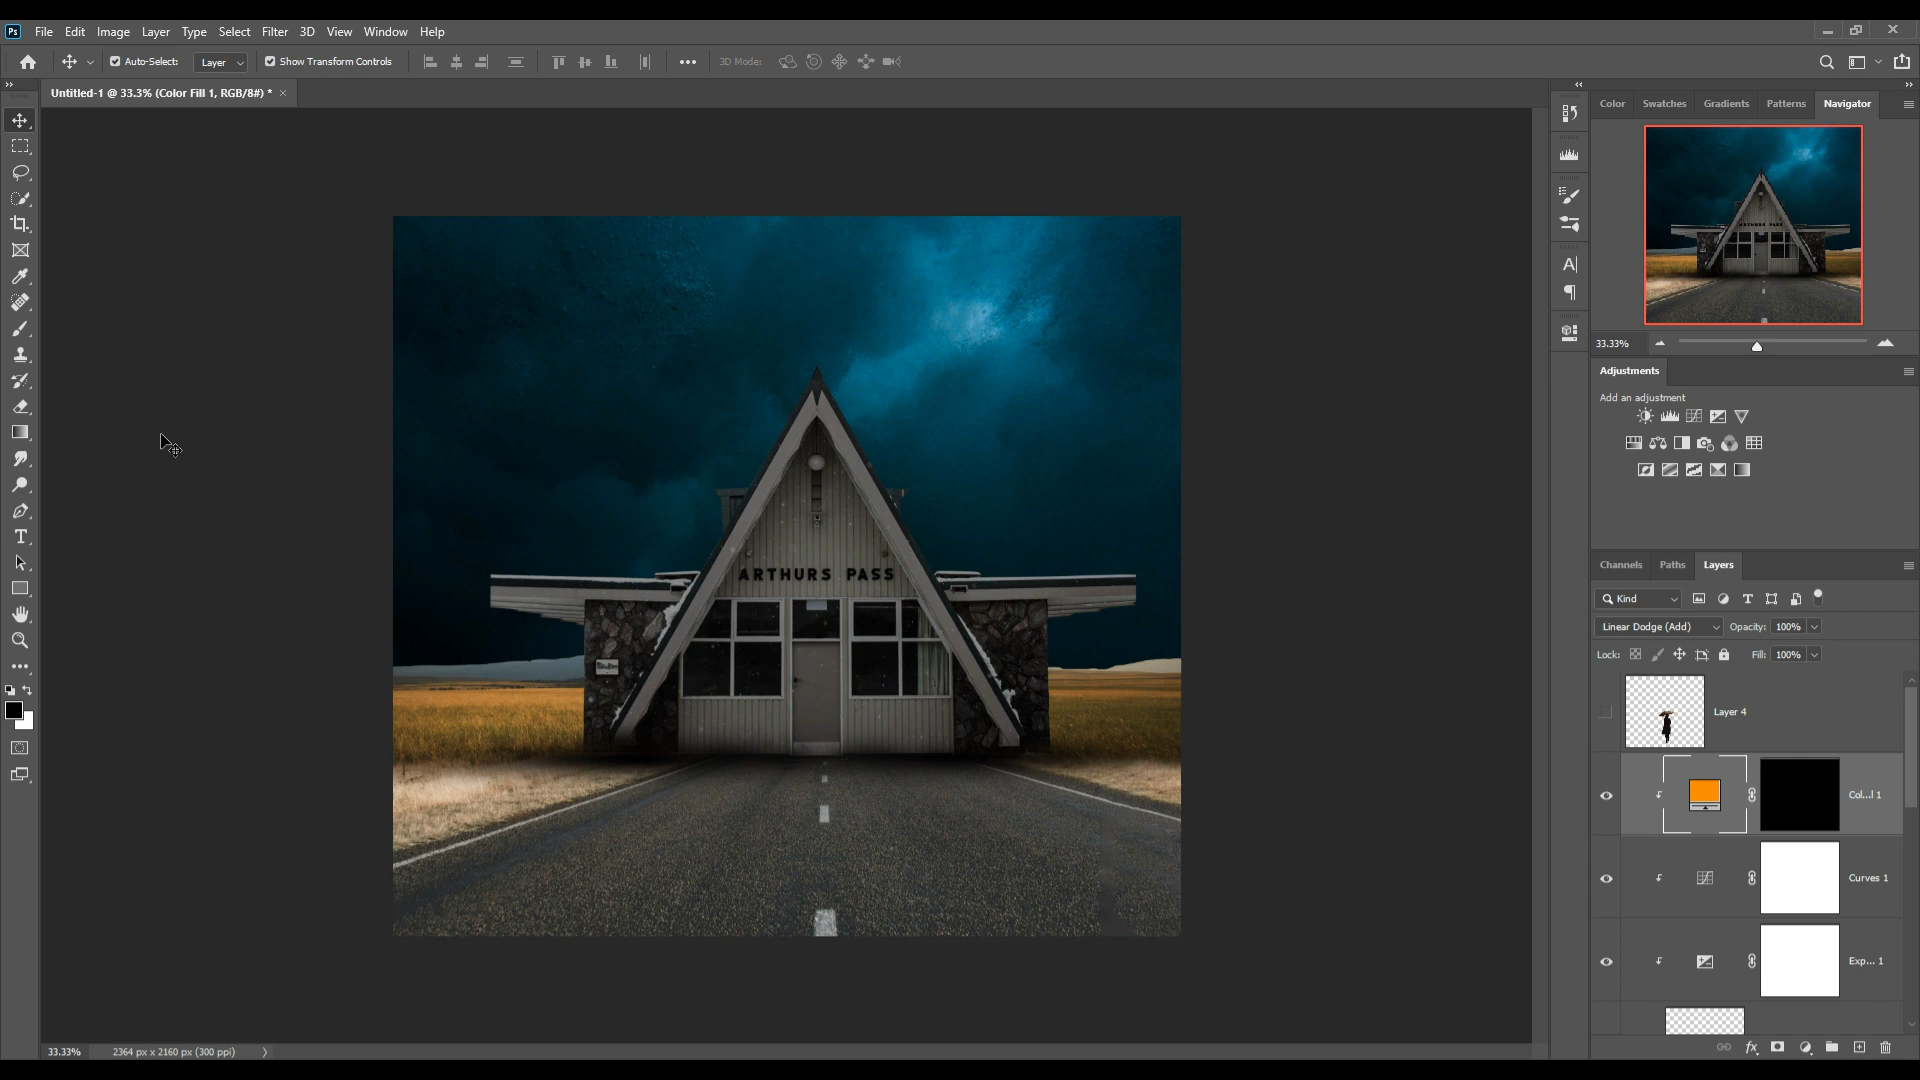 Ps File Edit Image Layer Type Select Filter 3D View Window Help
Auto-Select: Layer Show Transform Controls 3D Mode:
Untitled-1 @ 33.3% (Color Fill 1, RGB/8#) *
Color Swatches Gradients Patterns Navigator
33.33%
Adjustments
Add an adjustment
ARTHURS PASS
Channels Paths Layers
Kind
Linear Dodge (Add) Opacity: 100%
Lock: Fill: 100%
Layer 4
Col...l 1
Curves 1
Exp... 1
33.33% 2364 px x 2160 px (300 ppi)